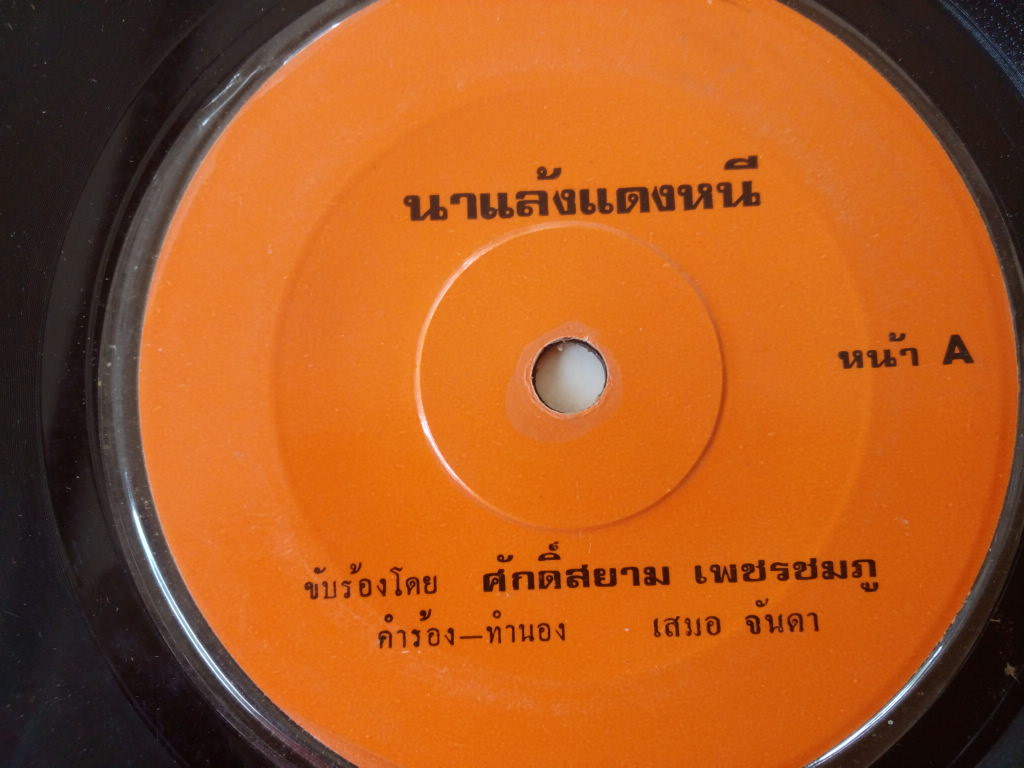 นาแล้งแดงหนี
หน้า A
ขับร้องโดย ศักดิ์สยาม เพชรชมภู
คำร้อง—ทำนอง เสมอ จันดา